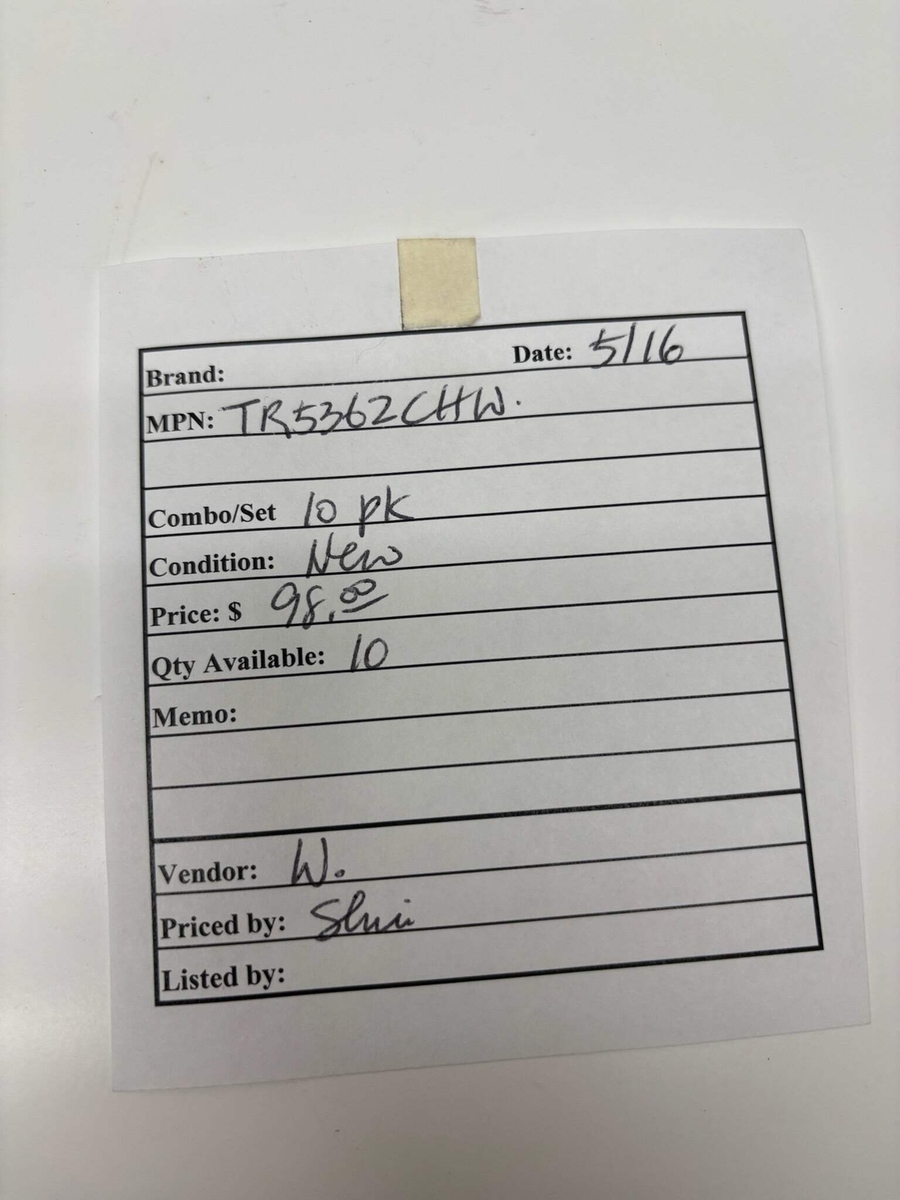 Brand: Date: 5/16
MPN: TR5362CHW.
Combo/Set 10 pk
Condition: New
Price: $ 98.00
Qty Available: 10
Memo:
Vendor: W.
Priced by:
Listed by: